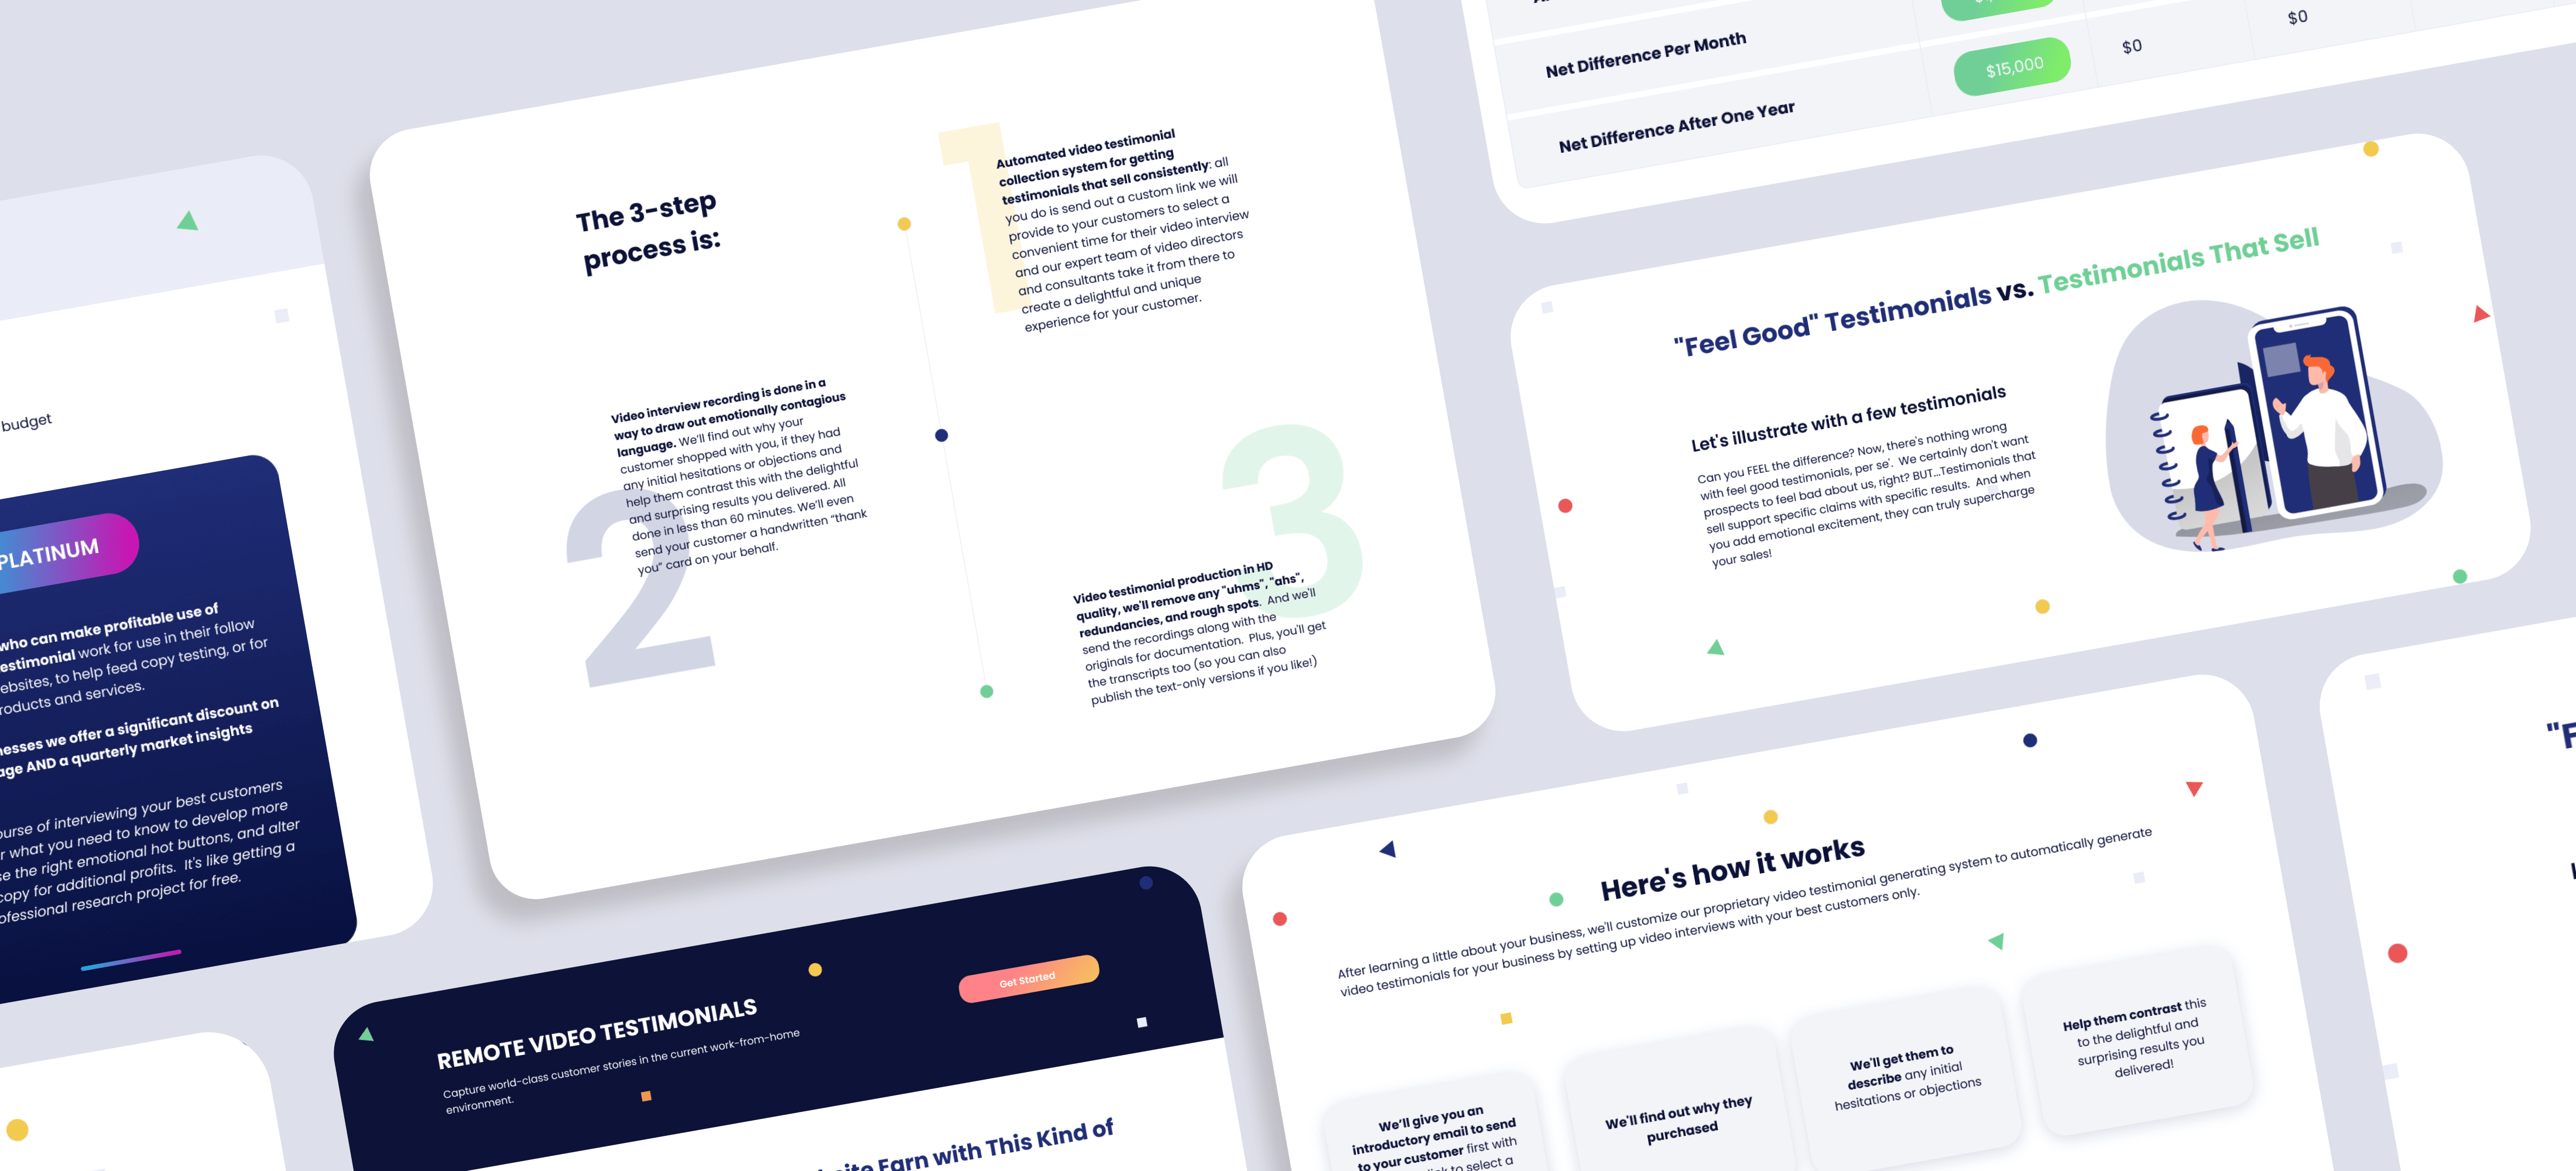 budget
PLATINUM
who can make profitable use of
work for use in their follow
to help feed copy testing, or for
and services.
we offer a significant discount on
AND a quarterly market insights
of interviewing your best customers
what you need to know to develop more
the right emotional hot buttons, and alter
copy for additional profits. It's like getting a
research project for free.
The 3-step
process is:
1
Automated video testimonial
collection system for getting
testimonials that sell consistently: all
you do is send out a custom link we will
provide to your customers to select a
convenient time for their video interview
and our expert team of video directors
and consultants take it from there to
create a delightful and unique
experience for your customer.
2
Video interview recording is done in a
way to draw out emotionally contagious
language. We'll find out why your
customer shopped with you, if they had
any initial hesitations or objections and
help them contrast this with the delightful
and surprising results you delivered. All
done in less than 60 minutes. We'll even
send your customer a handwritten “thank
you” card on your behalf.
3
Video testimonial production in HD
quality, we'll remove any "uhms", "ahs",
redundancies, and rough spots. And we'll
send the recordings along with the
originals for documentation. Plus, you'll get
the transcripts too (so you can also
publish the text-only versions if you like!)
Net Difference Per Month
$0
Net Difference After One Year
$15,000
$0
"Feel Good" Testimonials vs. Testimonials That Sell
Let's illustrate with a few testimonials
Can you FEEL the difference? Now, there's nothing wrong
with feel good testimonials, per se'. We certainly don't want
prospects to feel bad about us, right? BUT...Testimonials that
sell support specific claims with specific results. And when
you add emotional excitement, they can truly supercharge
your sales!
REMOTE VIDEO TESTIMONIALS
Capture world-class customer stories in the current work-from-home
environment.
Get Started
Earn with This Kind of
Here's how it works
After learning a little about your business, we'll customize our proprietary video testimonial generating system to automatically generate
video testimonials for your business by setting up video interviews with your best customers only.
We'll give you an
introductory email to send
to your customer first with
to select a
We'll find out why they
purchased
We'll get them to
describe any initial
hesitations or objections
Help them contrast this
to the delightful and
surprising results you
delivered!